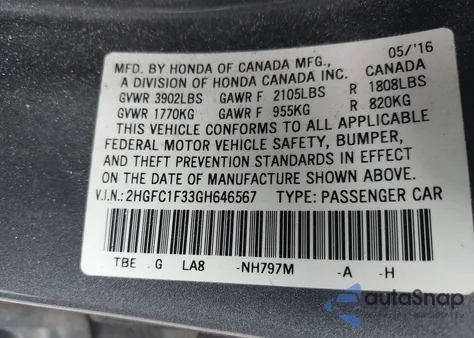 05/'16
MFD. BY HONDA OF CANADA MFG., CANADA
A DIVISION OF HONDA CANADA INC.
GVWR 3902LBS GAWR F 2105LBS R 1808LBS
GVWR 1770KG GAWR F 955KG R 820KG
THIS VEHICLE CONFORMS TO ALL APPLICABLE
FEDERAL MOTOR VEHICLE SAFETY, BUMPER,
AND THEFT PREVENTION STANDARDS IN EFFECT
ON THE DATE OF MANUFACTURE SHOWN ABOVE.
V.I.N.: 2HGFC1F33GH646567 TYPE: PASSENGER CAR
TBE G LA8 -NH797M -A -H
autoSnap